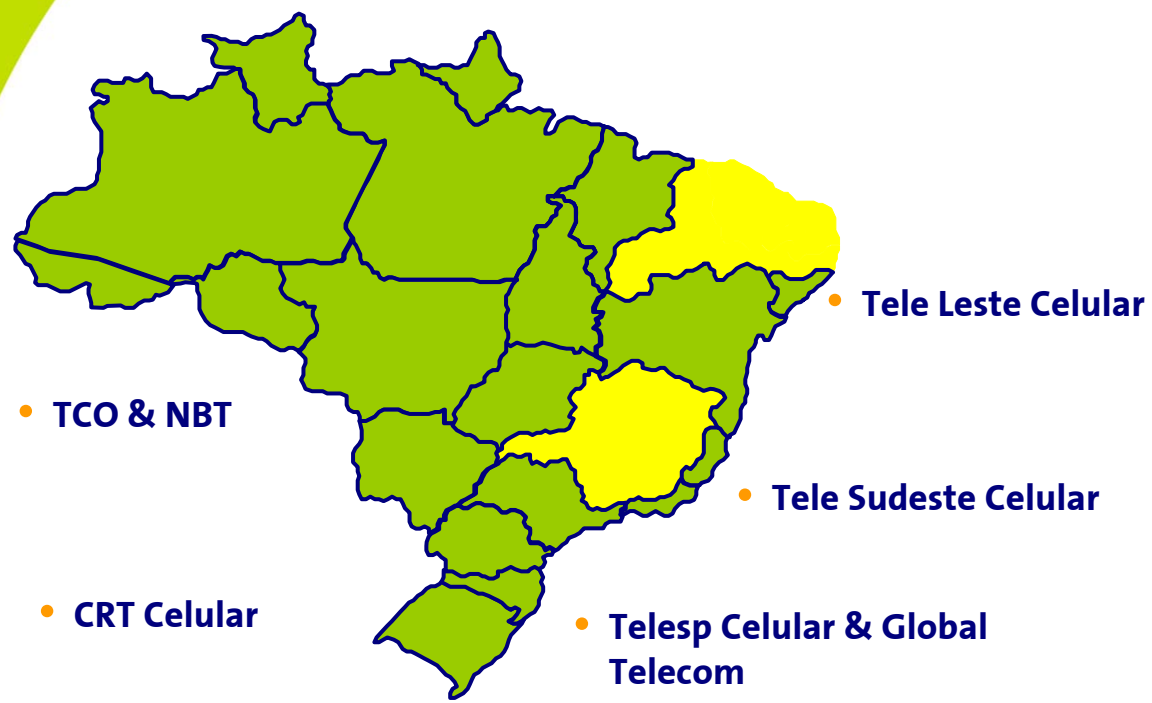 • Tele Leste Celular
• TCO & NBT
• Tele Sudeste Celular
• CRT Celular
• Telesp Celular & Global
Telecom